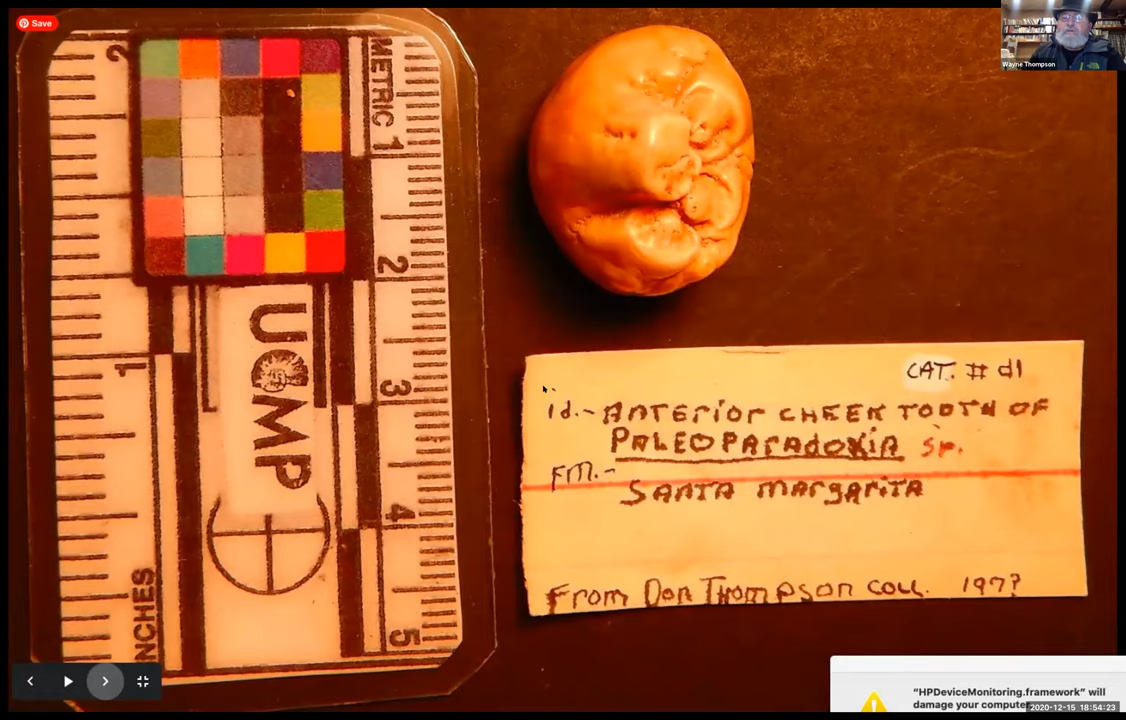 Save
Wayne Thompson
METRIC 1
2
3
4
5
2
1
INCHES
UCMP
CAT. # d1
id.- ANTERIOR CHEEK TOOTH OF
PALEOPARADOXIA SP.
FM.-
SANTA MARGARITA
From Don Thompson coll. 197?
“HPDeviceMonitoring.framework” will
damage your computer
2020-12-15 18:54:23